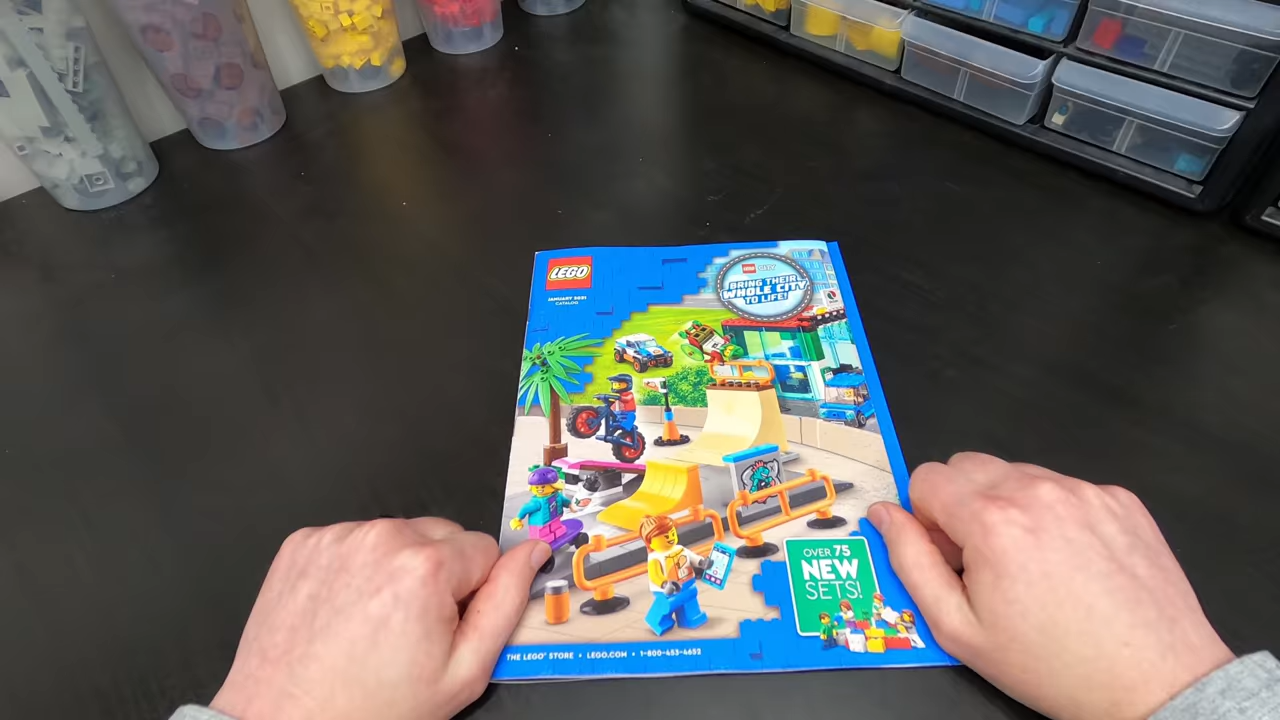 LEGO
JANUARY 2021
CATALOG
LEGO CITY
BRING THEIR
WHOLE CITY
TO LIFE!
OVER 75
NEW
SETS!
THE LEGO® STORE • LEGO.COM • 1-800-453-4652